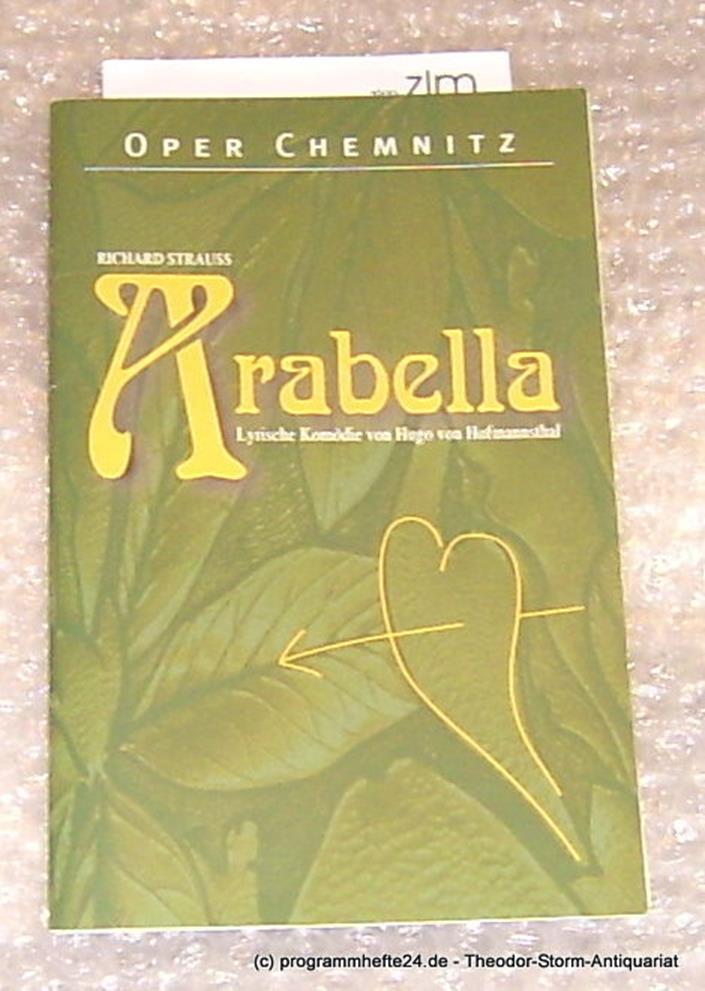 zlm
OPER CHEMNITZ
RICHARD STRAUSS
Arabella
Lyrische Komödie von Hugo von Hofmannsthal
(c) programmhefte24.de - Theodor-Storm-Antiquariat